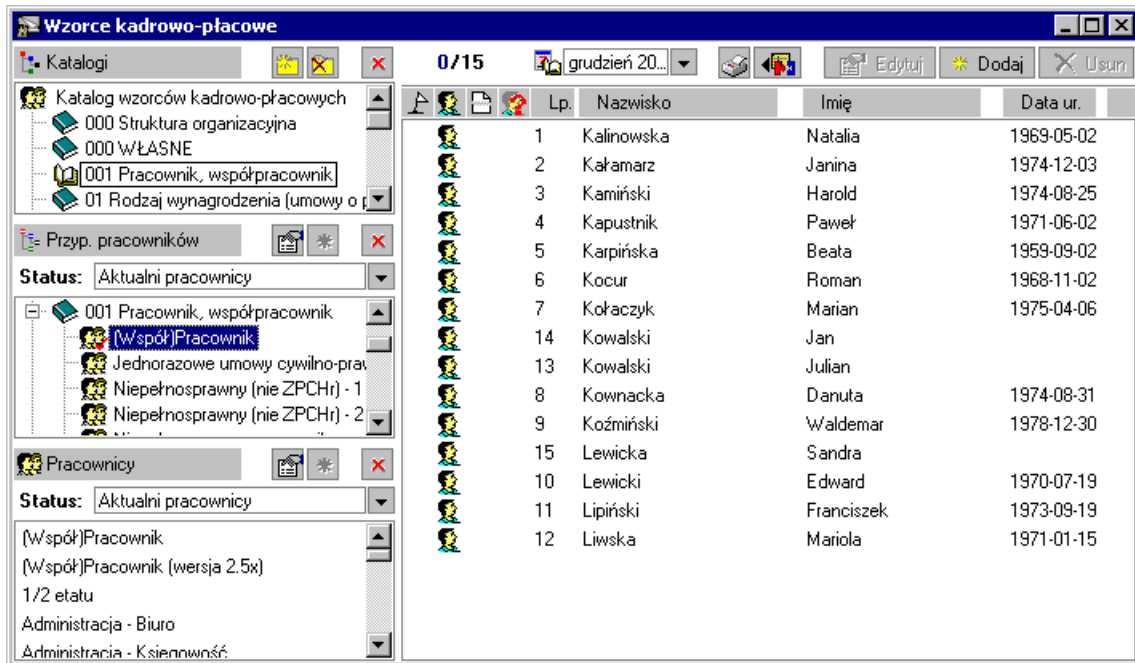 Wzorce kadrowo-płacowe
Katalogi
0/15 grudzień 20... Edytuj Dodaj Usun
Katalog wzorców kadrowo-płacowych
000 Struktura organizacyjna
000 WŁASNE
001 Pracownik, współpracownik
01 Rodzaj wynagrodzenia (umowy o p
Przyp. pracowników
Status: Aktualni pracownicy
001 Pracownik, współpracownik
(Współ)Pracownik
Jednorazowe umowy cywilno-praw
Niepełnosprawny (nie ZPCHr) - 1
Niepełnosprawny (nie ZPCHr) - 2
Pracownicy
Status: Aktualni pracownicy
(Współ)Pracownik
(Współ)Pracownik (wersja 2.5x)
1/2 etatu
Administracja - Biuro
Administracja - Księgowość
Lp. Nazwisko Imię Data ur.
1 Kalinowska Natalia 1969-05-02
2 Kałamarz Janina 1974-12-03
3 Kamiński Harold 1974-08-25
4 Kapustnik Paweł 1971-06-02
5 Karpińska Beata 1959-09-02
6 Kocur Roman 1968-11-02
7 Kołaczyk Marian 1975-04-06
14 Kowalski Jan
13 Kowalski Julian
8 Kownacka Danuta 1974-08-31
9 Koźmiński Waldemar 1978-12-30
15 Lewicka Sandra
10 Lewicki Edward 1970-07-19
11 Lipiński Franciszek 1973-09-19
12 Liwska Mariola 1971-01-15